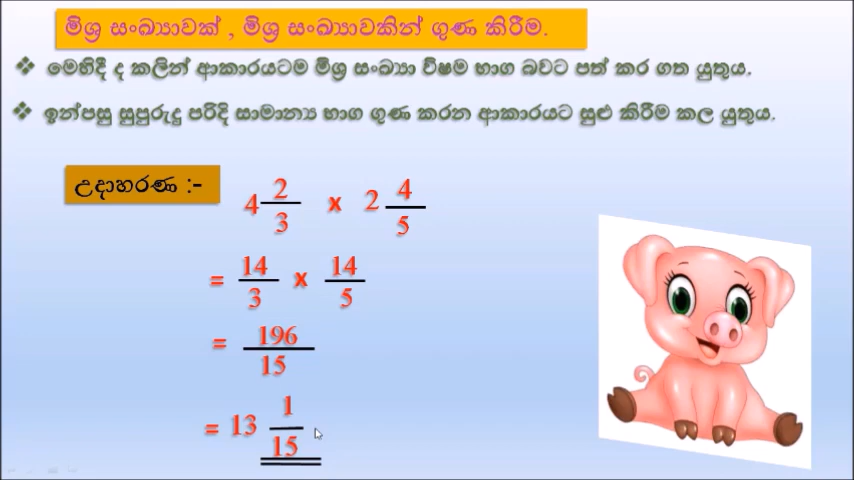 මිශ්‍ර සංඛ්‍යාවක් , මිශ්‍ර සංඛ්‍යාවකින් ගුණ කිරීම.
❖ මෙහිදී ද කලින් ආකාරයටම මිශ්‍ර සංඛ්‍යා විෂම භාග බවට පත් කර ගත යුතුය.
❖ ඉන්පසු සුපුරුදු පරිදි සාමාන්‍ය භාග ගුණ කරන ආකාරයට සුළු කිරීම කල යුතුය.
උදාහරණ :-
4 2/3 x 2 4/5
= 14/3 x 14/5
= 196/15
= 13 1/15